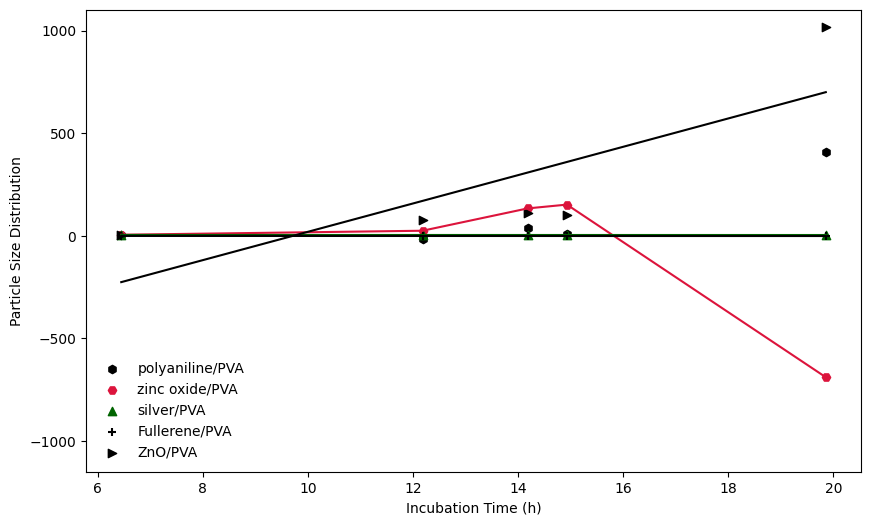 1000
500
0
−500
−1000
Particle Size Distribution
polyaniline/PVA
zinc oxide/PVA
silver/PVA
Fullerene/PVA
ZnO/PVA
6 8 10 12 14 16 18 20
Incubation Time (h)